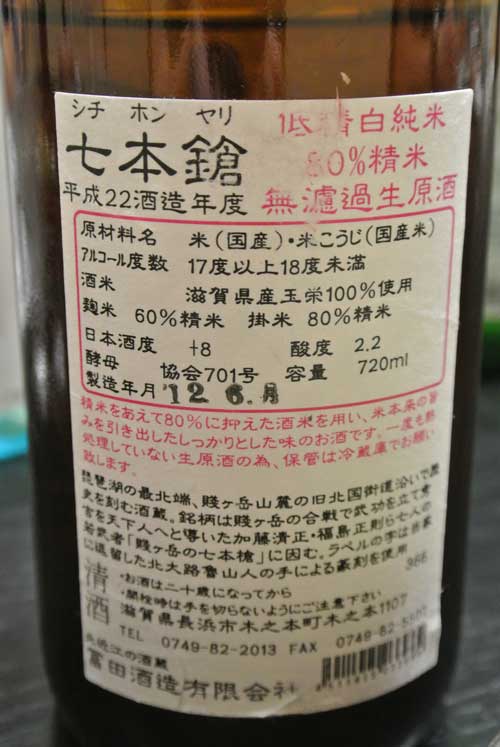 シチ ホン ヤリ
七本鎗
低精白純米
80%精米
平成22酒造年度
無濾過生原酒
原材料名 米(国産)・米こうじ(国産米)
アルコール度数 17度以上18度未満
酒米 滋賀県産玉栄100%使用
麹米 60%精米 掛米 80%精米
日本酒度 +8 酸度 2.2
酵母 協会701号 容量 720ml
製造年月 '12.6.月
精米をあえて80%に抑えた酒米を用い、米本来の旨
みを引き出したしっかりとした味のお酒です。一度も熱
処理していない生原酒の為、保管は冷蔵庫でお願い
致します。
琵琶湖の最北端、賤ヶ岳山麓の旧北国街道沿いで歴
史を刻む酒蔵。銘柄は賤ヶ岳の合戦で武功を立て秀
吉を天下人へと導いた加藤清正・福島正則ら七人の
若武者「賤ヶ岳の七本槍」に因む。ラベルの字は当家
に逗留した北大路魯山人の手による篆刻を使用
366
清酒
・お酒は二十歳になってから
・開栓時は手を切らないようにご注意下さい
滋賀県長浜市木之本町木之本1107
TEL 0749-82-2013 FAX 0749-82-
北近江の酒蔵
冨田酒造有限会社